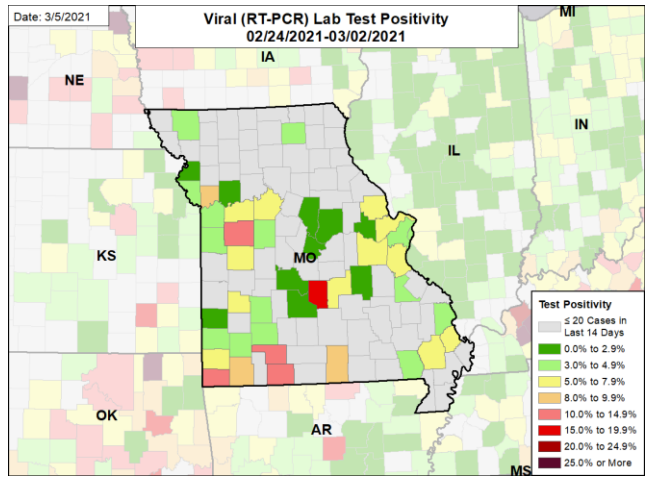 Date: 3/5/2021
Viral (RT-PCR) Lab Test Positivity
02/24/2021-03/02/2021
MI
IA
NE
IN
IL
KS
MO
OK
AR
MS
Test Positivity
≤ 20 Cases in
Last 14 Days
0.0% to 2.9%
3.0% to 4.9%
5.0% to 7.9%
8.0% to 9.9%
10.0% to 14.9%
15.0% to 19.9%
20.0% to 24.9%
25.0% or More